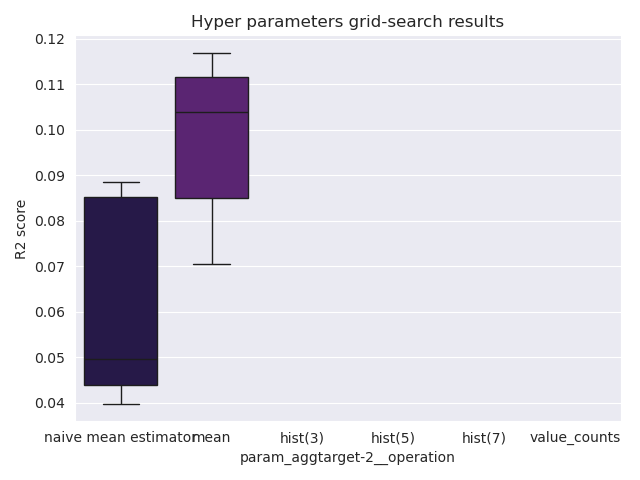 Hyper parameters grid-search results
0.12
0.11
0.10
0.09
0.08
0.07
0.06
0.05
0.04
R2 score
naive mean estimator mean hist(3) hist(5) hist(7) value_counts
param_aggtarget-2__operation